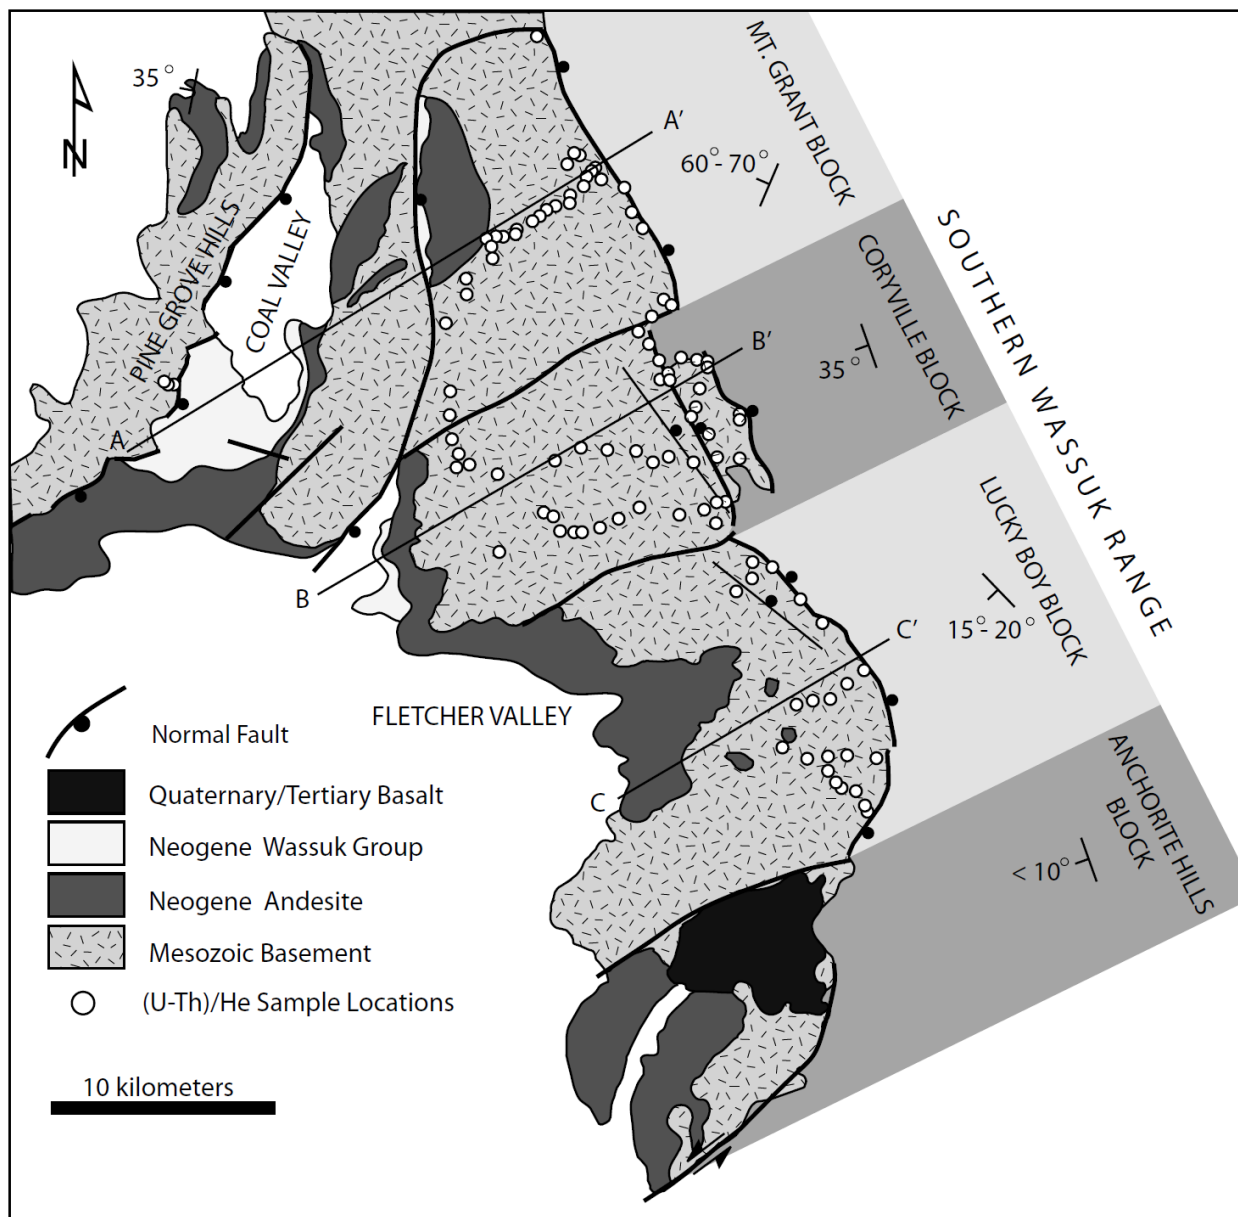 MT. GRANT BLOCK
35°
N
A'
60°- 70°
PINE GROVE HILLS
COAL VALLEY
SOUTHERN WASSUK RANGE
CORYVILLE BLOCK
B'
35°
A
LUCKY BOY BLOCK
B
C'
15°- 20°
FLETCHER VALLEY
C
ANCHORITE HILLS
BLOCK
< 10°
Normal Fault
Quaternary/Tertiary Basalt
Neogene Wassuk Group
Neogene Andesite
Mesozoic Basement
(U-Th)/He Sample Locations
10 kilometers